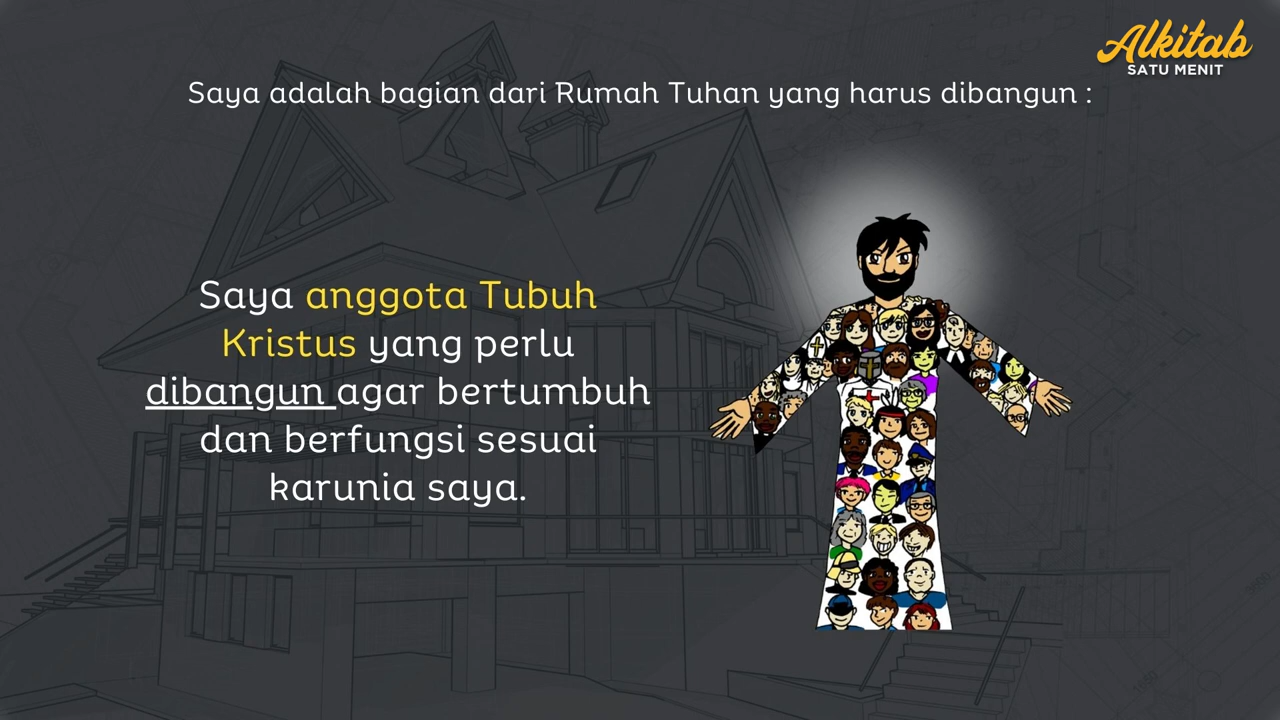 Alkitab
SATU MENIT
Saya adalah bagian dari Rumah Tuhan yang harus dibangun :
Saya anggota Tubuh
Kristus yang perlu
dibangun agar bertumbuh
dan berfungsi sesuai
karunia saya.